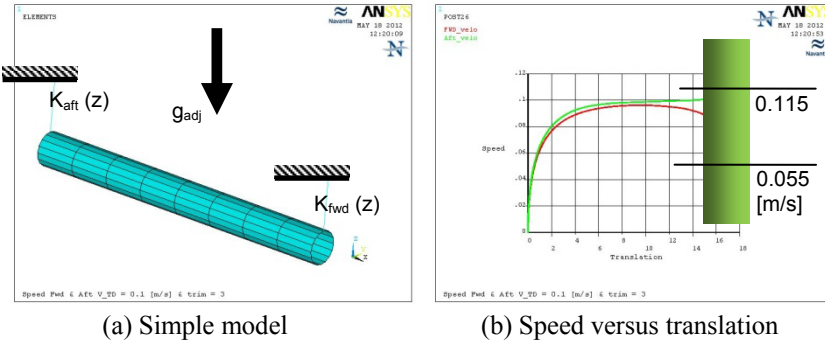 1
ELEMENTS
Navantia
ANSYS
MAY 18 2012
12:20:09
N
Kaft (z)
gadj
Kfwd (z)
z
Y
x
Speed Fwd & Aft V_TD = 0.1 [m/s] & trim = 3
(a) Simple model
1
POST26
FWD_velo
Aft_velo
N
ANSYS
MAY 18 2012
12:20:53
Navantia
.12
.1
.08
.06
.04
.02
0
Speed
0 2 4 6 8 10 12 14 16 18
Translation
0.115
0.055
[m/s]
Speed Fwd & Aft V_TD = 0.1 [m/s] & trim = 3
(b) Speed versus translation